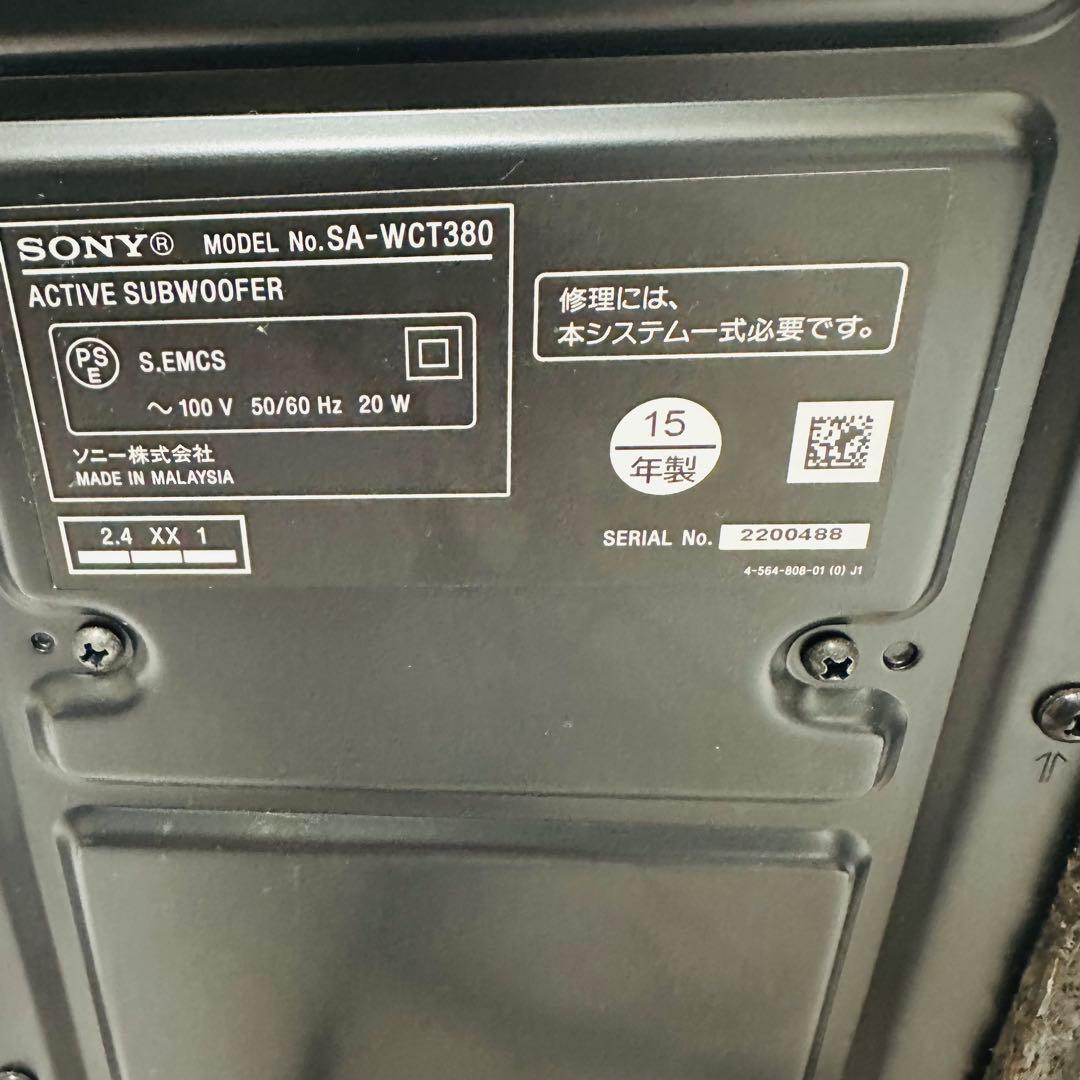 SONY® MODEL No. SA-WCT380
ACTIVE SUBWOOFER
PSE S.EMCS
～100 V 50/60 Hz 20 W
ソニー株式会社
MADE IN MALAYSIA
2.4 XX 1
修理には、
本システム一式必要です。
15
年製
SERIAL No. 2200488
4-564-808-01 (0) J1